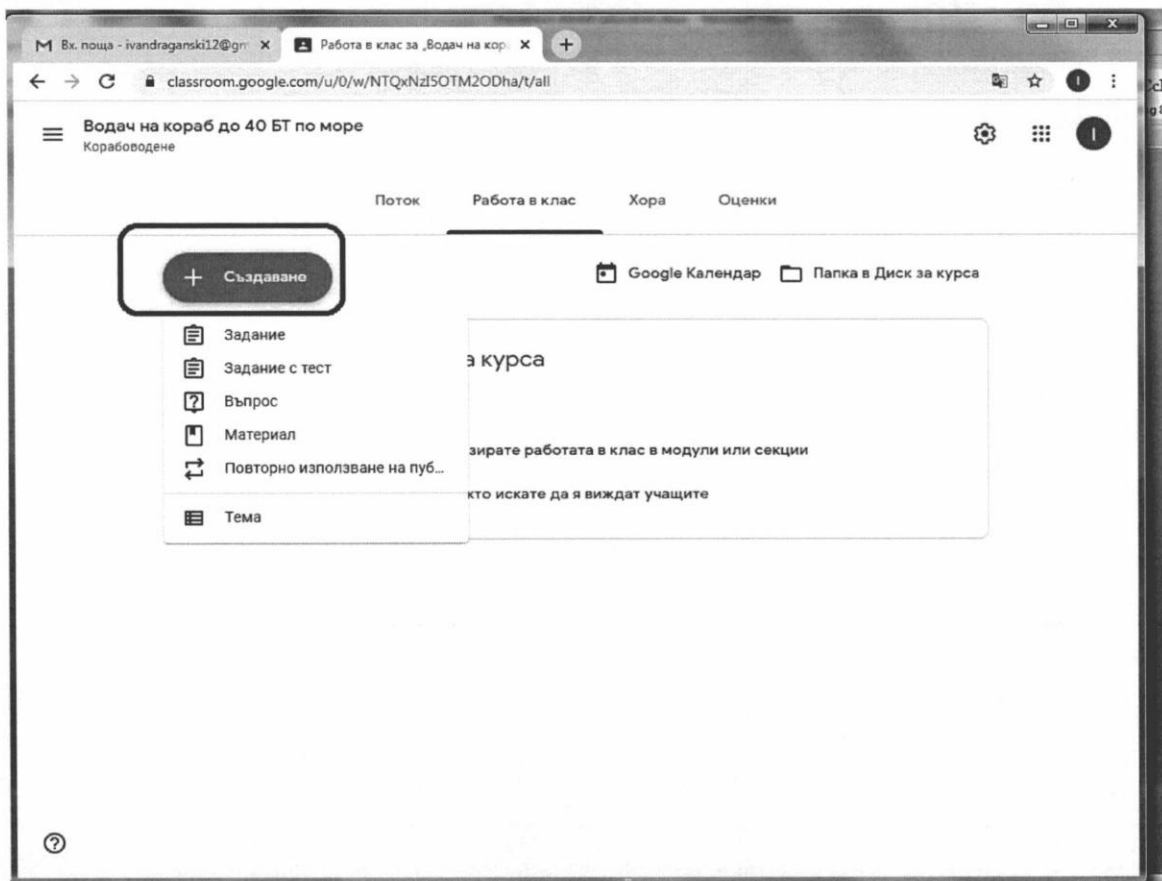 Вх. поща - ivandraganski12@gm
Работа в клас за „Водач на кор
classroom.google.com/u/0/w/NTQxNzI5OTM2ODha/t/all
Водач на кораб до 40 БТ по море
Корабоводене
Поток Работа в клас Хора Оценки
Създаване
Google Календар Папка в Диск за курса
Задание
Задание с тест
Въпрос
Материал
Повторно използване на пуб...
Тема
а курса
зирате работата в клас в модули или секции
кто искате да я виждат учащите